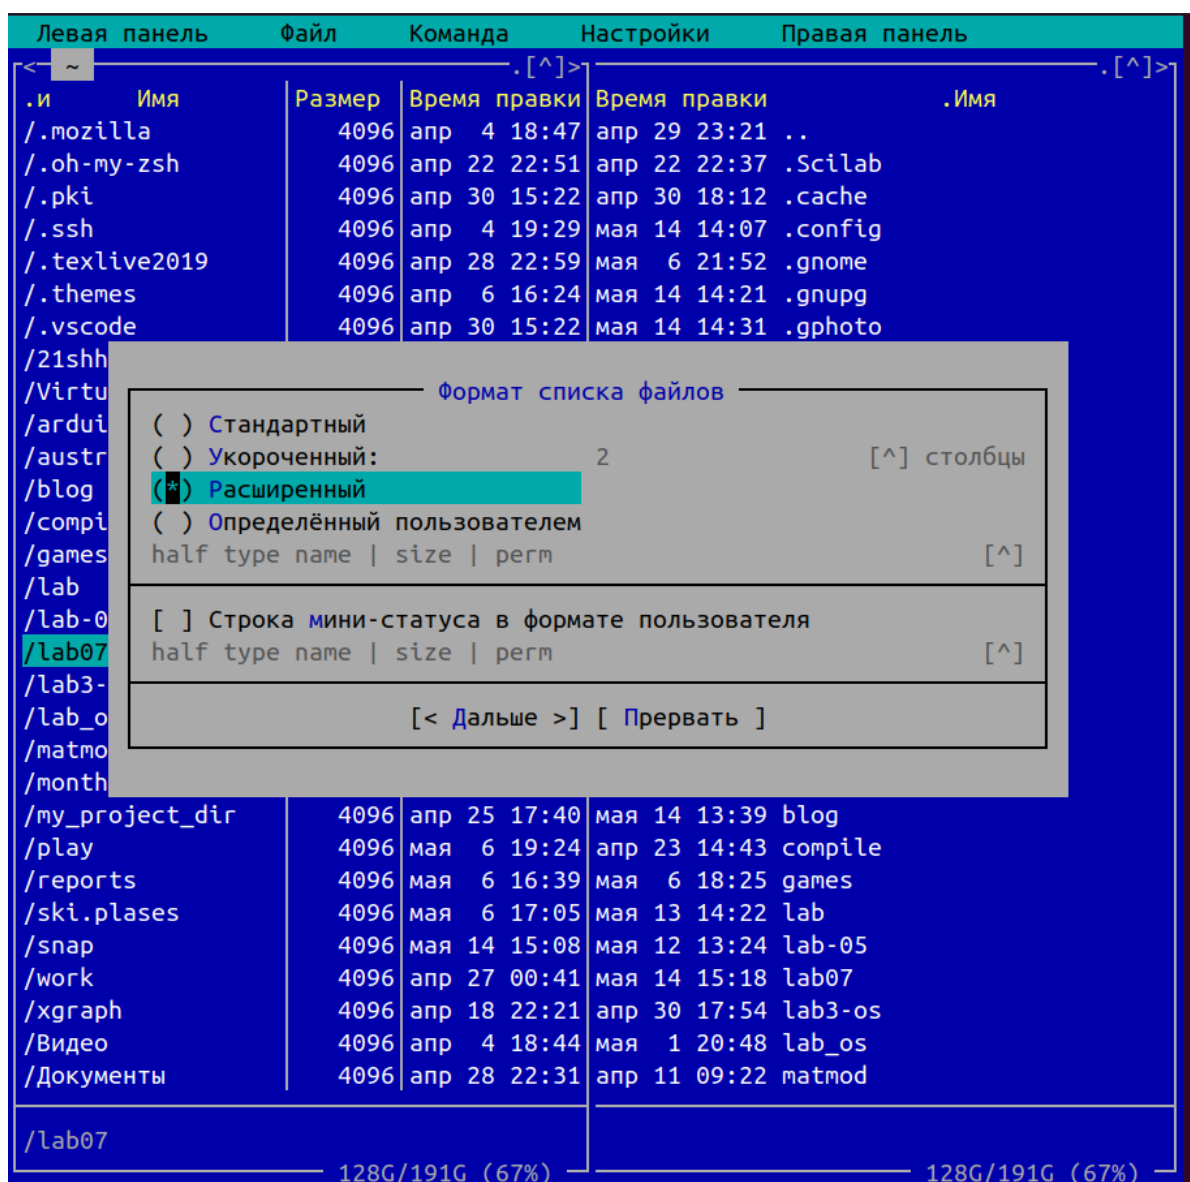 Левая панель     Файл     Команда     Настройки     Правая панель
<─ ~ ─.[^]>─.[^]>
.и      Имя        Размер  Время правки Время правки            .Имя
/.mozilla 4096 апр  4 18:47 апр 29 23:21 ..
/.oh-my-zsh 4096 апр 22 22:51 апр 22 22:37 .Scilab
/.pki 4096 апр 30 15:22 апр 30 18:12 .cache
/.ssh 4096 апр  4 19:29 мая 14 14:07 .config
/.texlive2019 4096 апр 28 22:59 мая  6 21:52 .gnome
/.themes 4096 апр  6 16:24 мая 14 14:21 .gnupg
/.vscode 4096 апр 30 15:22 мая 14 14:31 .gphoto
/21shh
/Virtu Формат списка файлов
/ardui ( ) Стандартный
/austr ( ) Укороченный: 2 [^] столбцы
/blog (*) Расширенный
/compi ( ) Определённый пользователем
/games half type name | size | perm [^]
/lab
/lab-0 [ ] Строка мини-статуса в формате пользователя
/lab07 half type name | size | perm [^]
/lab3-
/lab_o [< Дальше >] [ Прервать ]
/matmo
/month
/my_project_dir 4096 апр 25 17:40 мая 14 13:39 blog
/play 4096 мая  6 19:24 апр 23 14:43 compile
/reports 4096 мая  6 16:39 мая  6 18:25 games
/ski.plases 4096 мая  6 17:05 мая 13 14:22 lab
/snap 4096 мая 14 15:08 мая 12 13:24 lab-05
/work 4096 апр 27 00:41 мая 14 15:18 lab07
/xgraph 4096 апр 18 22:21 апр 30 17:54 lab3-os
/Видео 4096 апр  4 18:44 мая  1 20:48 lab_os
/Документы 4096 апр 28 22:31 апр 11 09:22 matmod
/lab07
128G/191G (67%) 128G/191G (67%)